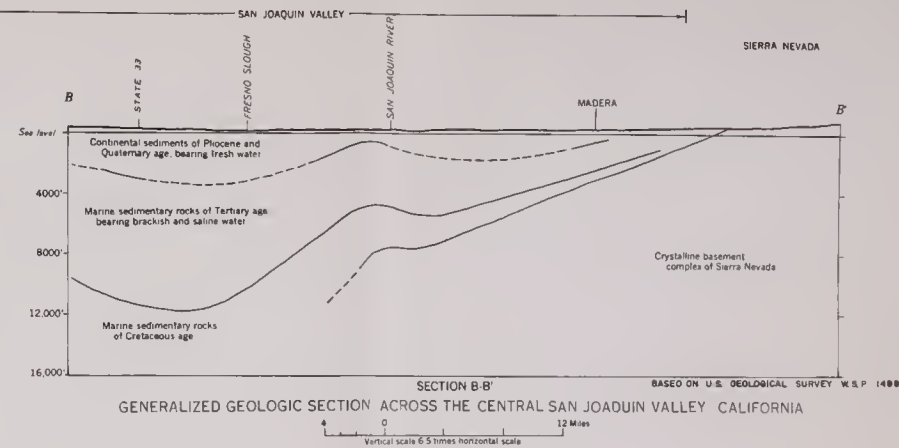 SAN JOAQUIN VALLEY
SIERRA NEVADA
STATE 33
FRESNO SLOUGH
SAN JOAQUIN RIVER
MADERA
B
B'
Sea level
Continental sediments of Pliocene and
Quaternary age, bearing fresh water
4000'
Marine sedimentary rocks of Tertiary age
bearing brackish and saline water
8000'
Crystalline basement
complex of Sierra Nevada
12,000'
Marine sedimentary rocks
of Cretaceous age
16,000'
SECTION B-B'
BASED ON U.S. GEOLOGICAL SURVEY W.S.P
GENERALIZED GEOLOGIC SECTION ACROSS THE CENTRAL SAN JOAQUIN VALLEY CALIFORNIA
4 0 12 Miles
Vertical scale 6.5 times horizontal scale